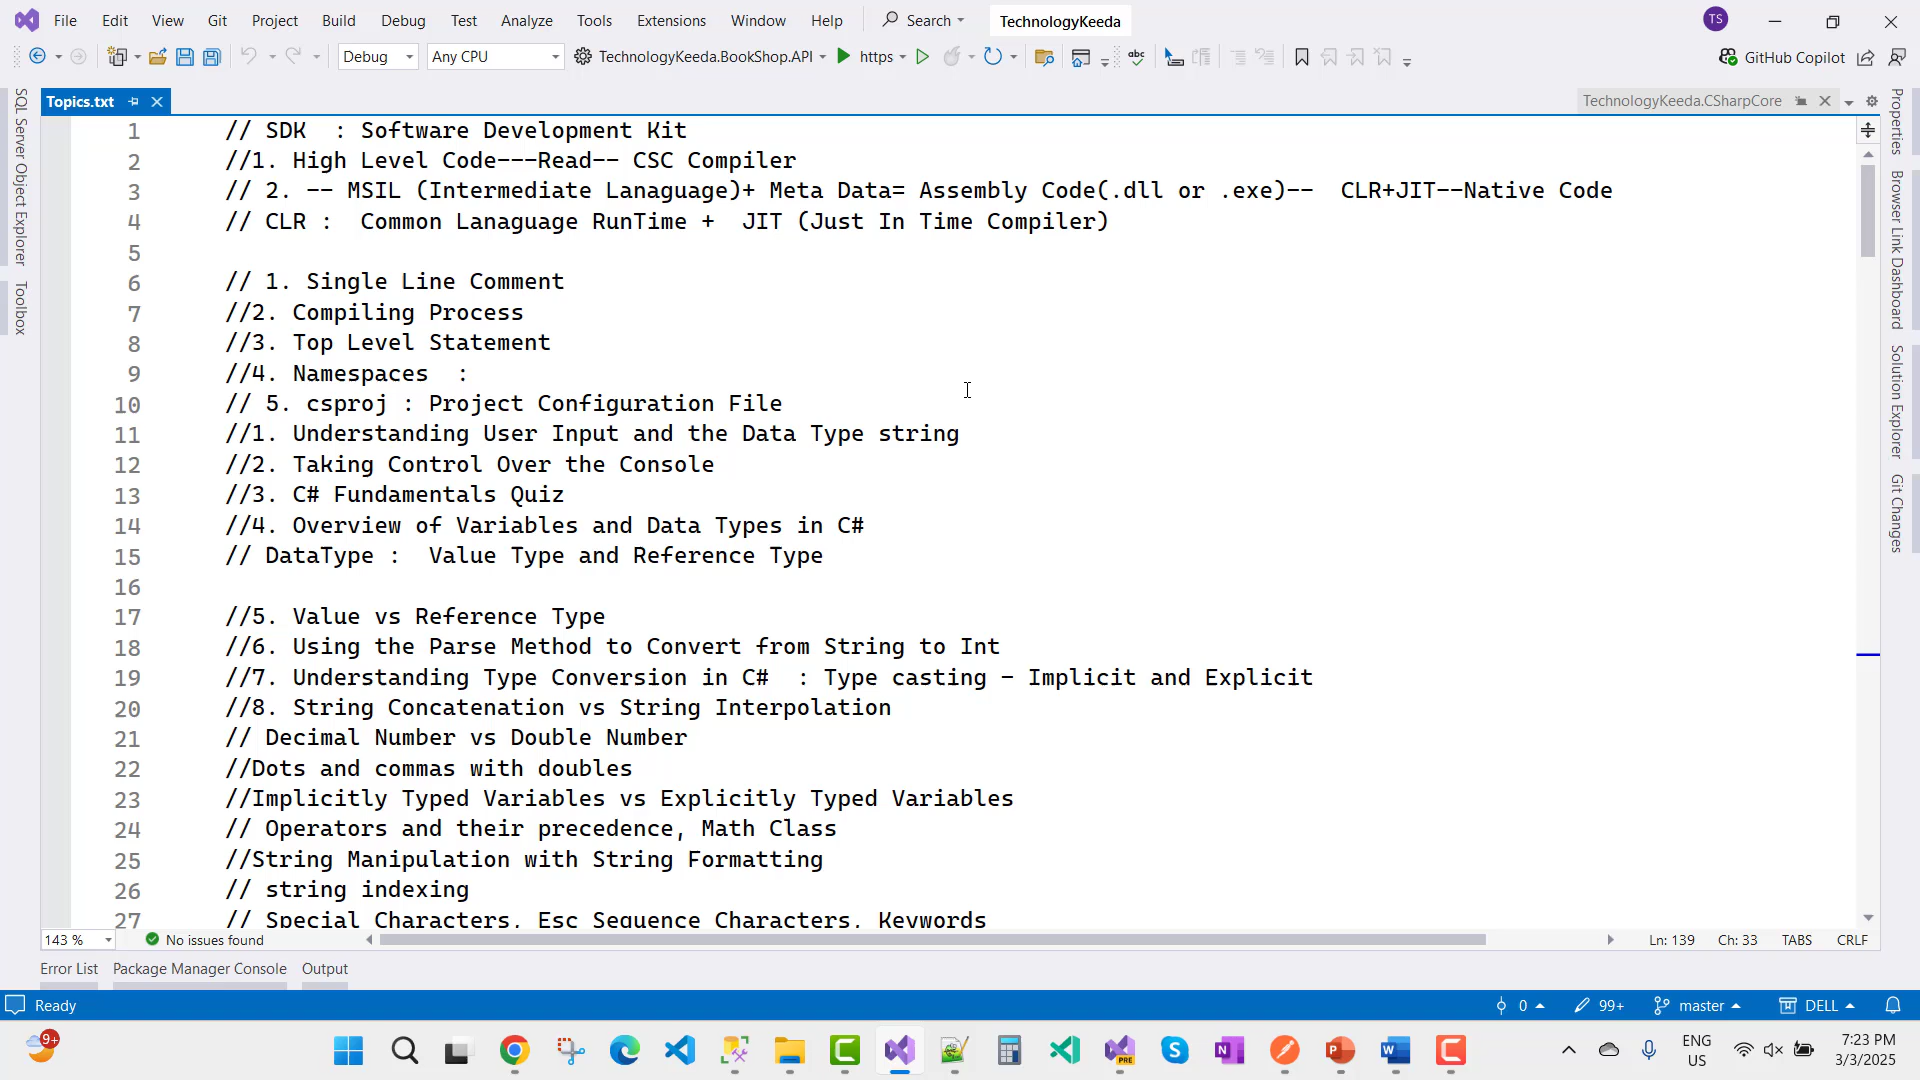 File Edit View Git Project Build Debug Test Analyze Tools Extensions Window Help Search TechnologyKeeda TS
Debug Any CPU TechnologyKeeda.BookShop.API https abc GitHub Copilot
Topics.txt TechnologyKeeda.CSharpCore
SQL Server Object Explorer
Toolbox
1 // SDK  : Software Development Kit
2 //1. High Level Code---Read-- CSC Compiler
3 // 2. -- MSIL (Intermediate Lanaguage)+ Meta Data= Assembly Code(.dll or .exe)--  CLR+JIT--Native Code
4 // CLR :  Common Lanaguage RunTime +  JIT (Just In Time Compiler)
5
6 // 1. Single Line Comment
7 //2. Compiling Process
8 //3. Top Level Statement
9 //4. Namespaces  :
10 // 5. csproj : Project Configuration File
11 //1. Understanding User Input and the Data Type string
12 //2. Taking Control Over the Console
13 //3. C# Fundamentals Quiz
14 //4. Overview of Variables and Data Types in C#
15 // DataType :  Value Type and Reference Type
16
17 //5. Value vs Reference Type
18 //6. Using the Parse Method to Convert from String to Int
19 //7. Understanding Type Conversion in C#  : Type casting - Implicit and Explicit
20 //8. String Concatenation vs String Interpolation
21 // Decimal Number vs Double Number
22 //Dots and commas with doubles
23 //Implicitly Typed Variables vs Explicitly Typed Variables
24 // Operators and their precedence, Math Class
25 //String Manipulation with String Formatting
26 // string indexing
27 // Special Characters, Esc Sequence Characters, Keywords
Properties
Browser Link Dashboard
Solution Explorer
Git Changes
143 % No issues found Ln: 139 Ch: 33 TABS CRLF
Error List Package Manager Console Output
Ready 0 99+ master DELL
9+ PRE ENG US 7:23 PM 3/3/2025